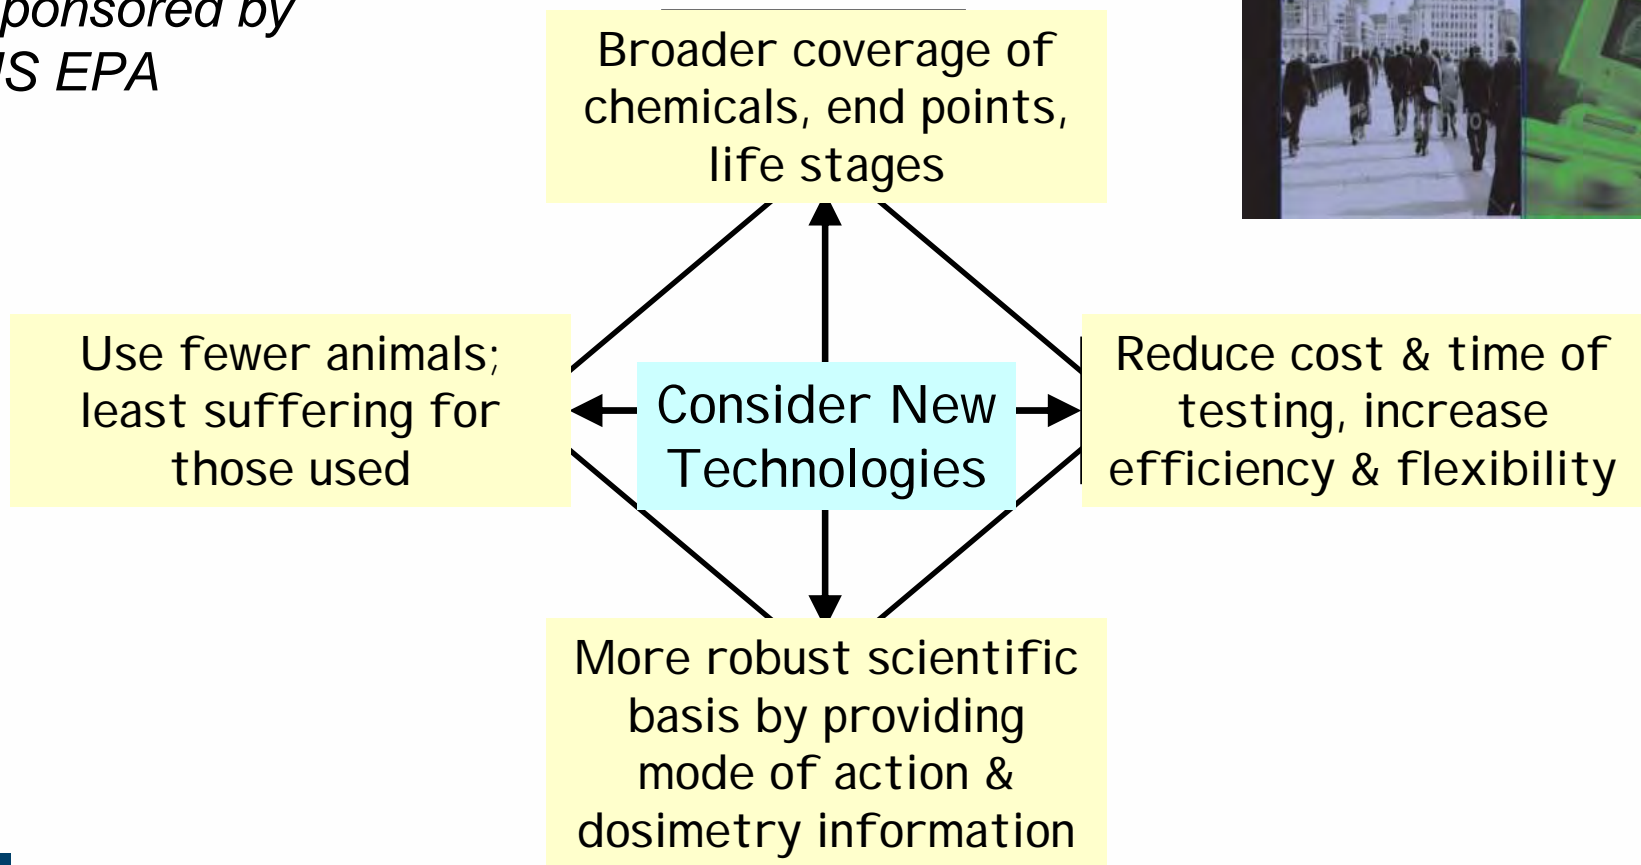 by
EPA
Broader coverage of
chemicals, end points,
life stages
Use fewer animals;
least suffering for
those used
Consider New
Technologies
Reduce cost & time of
testing, increase
efficiency & flexibility
More robust scientific
basis by providing
mode of action &
dosimetry information